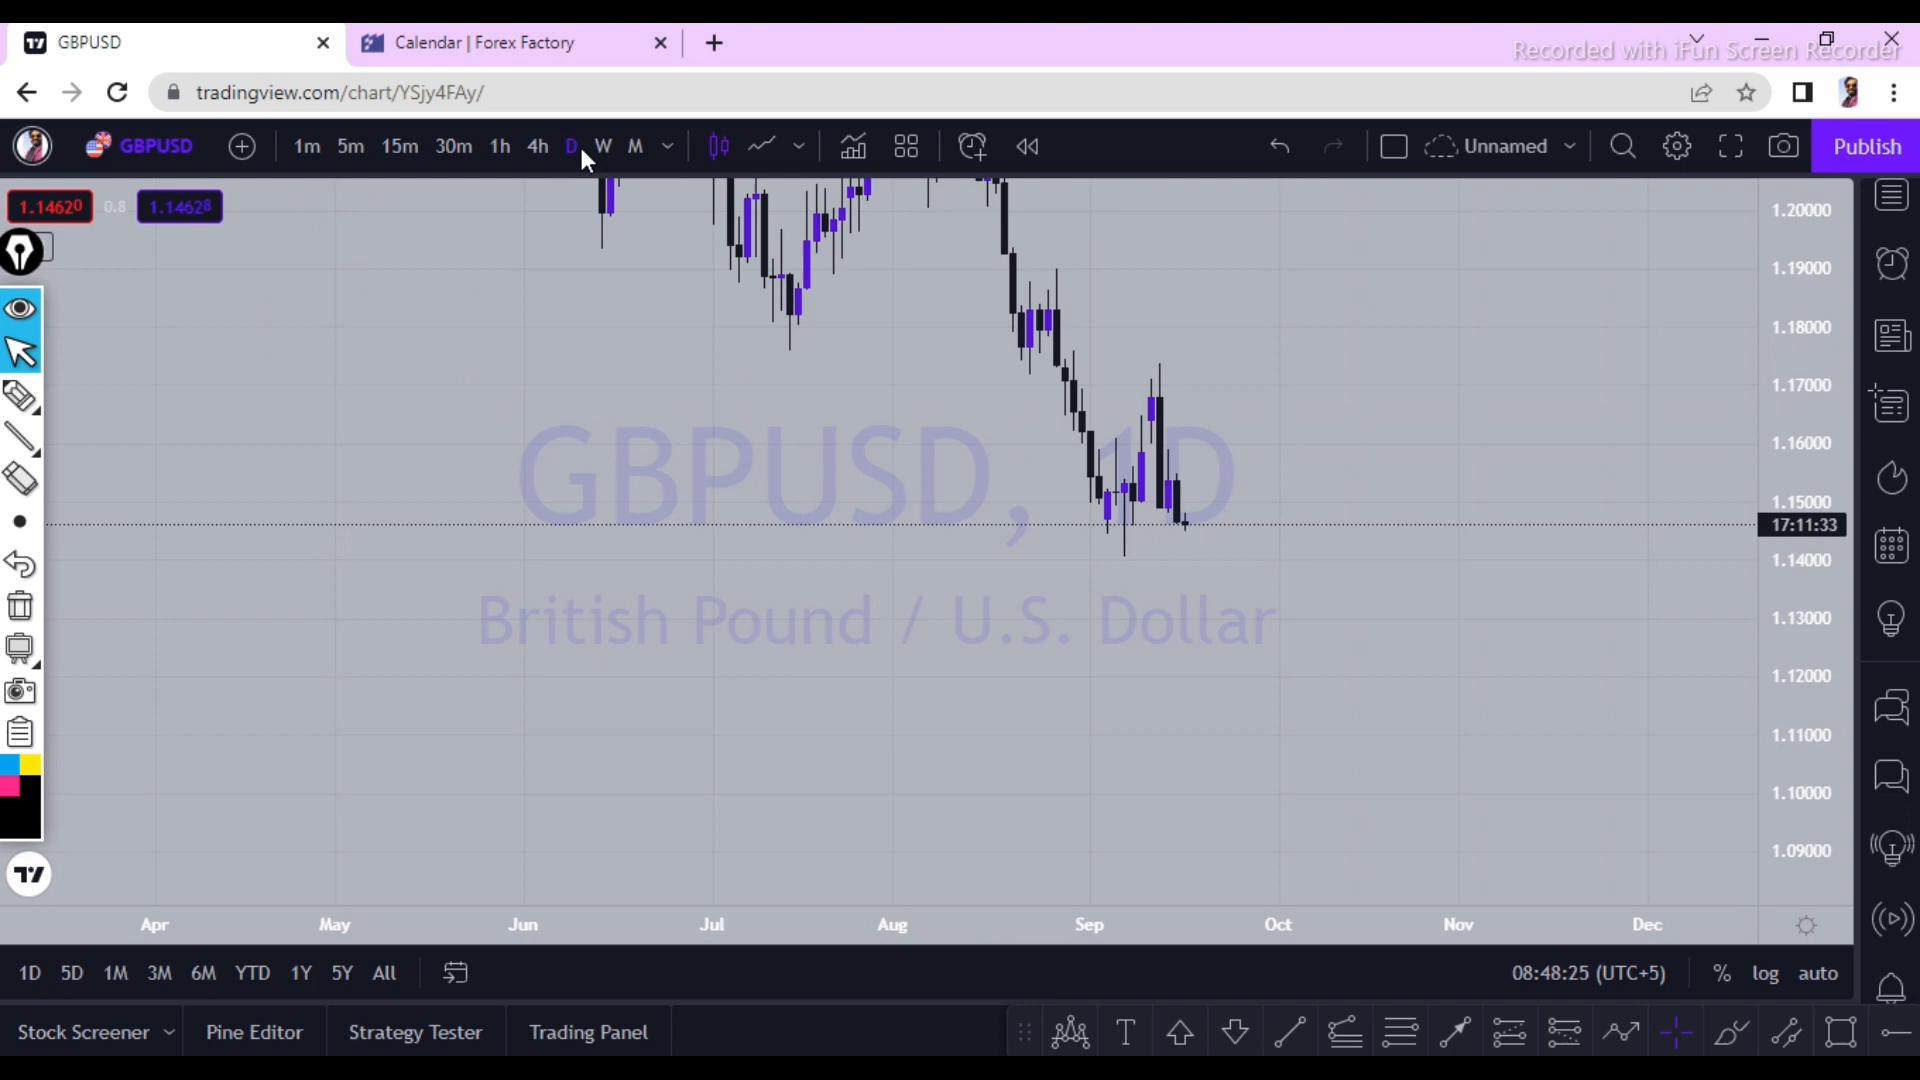 GBPUSD
Calendar | Forex Factory
Recorded with iFun Screen Recorder
tradingview.com/chart/YSjy4FAy/
GBPUSD 1m 5m 15m 30m 1h 4h D W M Unnamed Publish
1.14620 0.8 1.14628
1.20000
1.19000
1.18000
1.17000
1.16000
1.15000
17:11:33
1.14000
1.13000
1.12000
1.11000
1.10000
1.09000
GBPUSD, 1D
British Pound / U.S. Dollar
Apr May Jun Jul Aug Sep Oct Nov Dec
1D 5D 1M 3M 6M YTD 1Y 5Y All 08:48:25 (UTC+5) % log auto
Stock Screener Pine Editor Strategy Tester Trading Panel